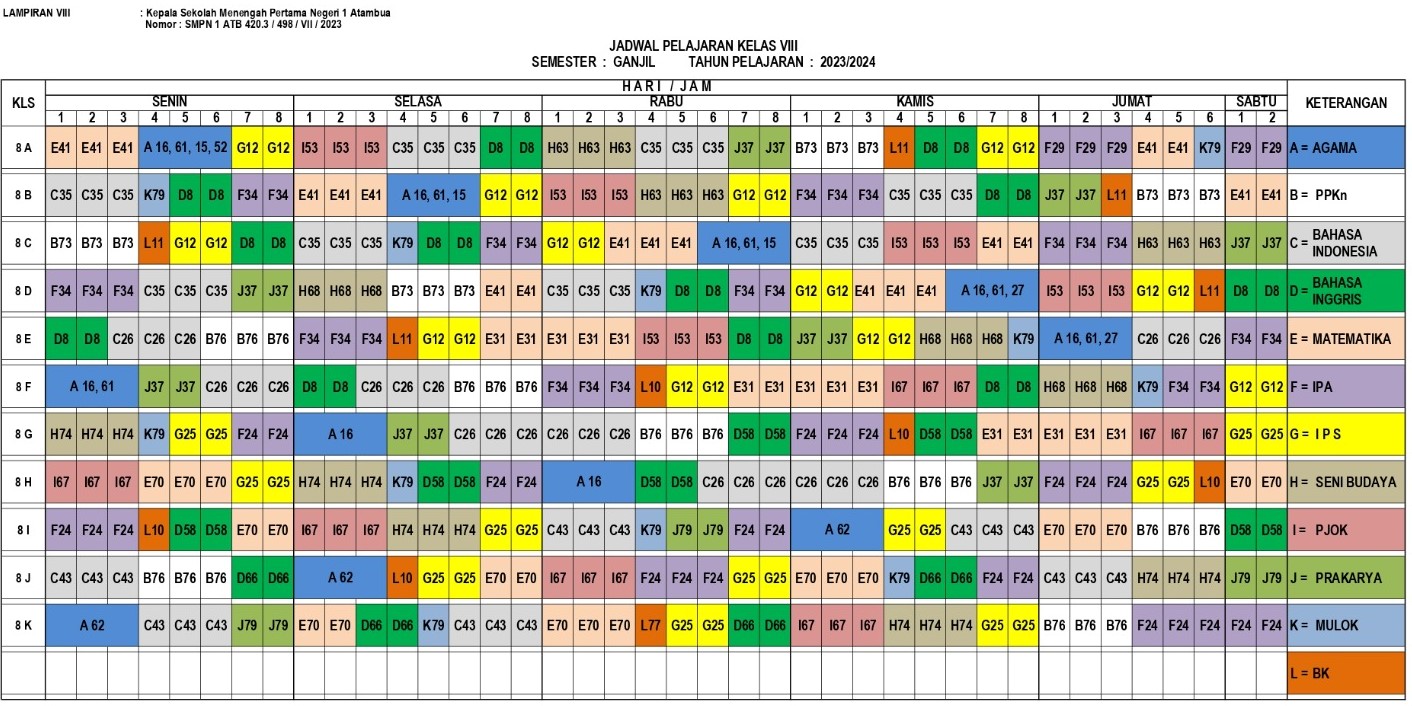 LAMPIRAN VIII : Kepala Sekolah Menengah Pertama Negeri 1 Atambua
Nomor : SMPN 1 ATB 420.3 / 498 / VII / 2023
JADWAL PELAJARAN KELAS VIII
SEMESTER : GANJIL TAHUN PELAJARAN : 2023/2024
KLS HARI / JAM KETERANGAN
SENIN SELASA RABU KAMIS JUMAT SABTU
1 2 3 4 5 6 7 8 1 2 3 4 5 6 7 8 1 2 3 4 5 6 7 8 1 2 3 4 5 6 7 8 1 2 3 4 5 6 1 2
8 A E41 E41 E41 A 16, 61, 15, 52 G12 G12 I53 I53 I53 C35 C35 C35 D8 D8 H63 H63 H63 C35 C35 C35 J37 J37 B73 B73 B73 L11 D8 D8 G12 G12 F29 F29 F29 E41 E41 K79 F29 F29 A = AGAMA
8 B C35 C35 C35 K79 D8 D8 F34 F34 E41 E41 E41 A 16, 61, 15 G12 G12 I53 I53 I53 H63 H63 H63 G12 G12 F34 F34 F34 C35 C35 C35 D8 D8 J37 J37 L11 B73 B73 B73 E41 E41 B = PPKn
8 C B73 B73 B73 L11 G12 G12 D8 D8 C35 C35 C35 K79 D8 D8 F34 F34 G12 G12 E41 E41 E41 A 16, 61, 15 C35 C35 C35 I53 I53 I53 E41 E41 F34 F34 F34 H63 H63 H63 J37 J37 C = BAHASA INDONESIA
8 D F34 F34 F34 C35 C35 C35 J37 J37 H68 H68 H68 B73 B73 B73 E41 E41 C35 C35 C35 K79 D8 D8 F34 F34 G12 G12 E41 E41 E41 A 16, 61, 27 I53 I53 I53 G12 G12 L11 D8 D8 D = BAHASA INGGRIS
8 E D8 D8 C26 C26 C26 B76 B76 B76 F34 F34 F34 L11 G12 G12 E31 E31 E31 E31 E31 I53 I53 I53 D8 D8 J37 J37 G12 G12 H68 H68 H68 K79 A 16, 61, 27 C26 C26 C26 F34 F34 E = MATEMATIKA
8 F A 16, 61 J37 J37 C26 C26 C26 D8 D8 C26 C26 C26 B76 B76 B76 F34 F34 F34 L10 G12 G12 E31 E31 E31 E31 E31 I67 I67 I67 D8 D8 H68 H68 H68 K79 F34 F34 G12 G12 F = IPA
8 G H74 H74 H74 K79 G25 G25 F24 F24 A 16 J37 J37 C26 C26 C26 C26 C26 C26 B76 B76 B76 D58 D58 F24 F24 F24 L10 D58 D58 E31 E31 E31 E31 E31 I67 I67 I67 G25 G25 G = I P S
8 H I67 I67 I67 E70 E70 E70 G25 G25 H74 H74 H74 K79 D58 D58 F24 F24 A 16 D58 D58 C26 C26 C26 C26 C26 C26 B76 B76 B76 J37 J37 F24 F24 F24 G25 G25 L10 E70 E70 H = SENI BUDAYA
8 I F24 F24 F24 L10 D58 D58 E70 E70 I67 I67 I67 H74 H74 H74 G25 G25 C43 C43 C43 K79 J79 J79 F24 F24 A 62 G25 G25 C43 C43 C43 E70 E70 E70 B76 B76 B76 D58 D58 I = PJOK
8 J C43 C43 C43 B76 B76 B76 D66 D66 A 62 L10 G25 G25 E70 E70 I67 I67 I67 F24 F24 F24 G25 G25 E70 E70 E70 K79 D66 D66 F24 F24 C43 C43 C43 H74 H74 H74 J79 J79 J = PRAKARYA
8 K A 62 C43 C43 C43 J79 J79 E70 E70 D66 D66 K79 C43 C43 C43 E70 E70 E70 L77 G25 G25 D66 D66 I67 I67 I67 H74 H74 H74 G25 G25 B76 B76 B76 F24 F24 F24 F24 F24 K = MULOK
L = BK